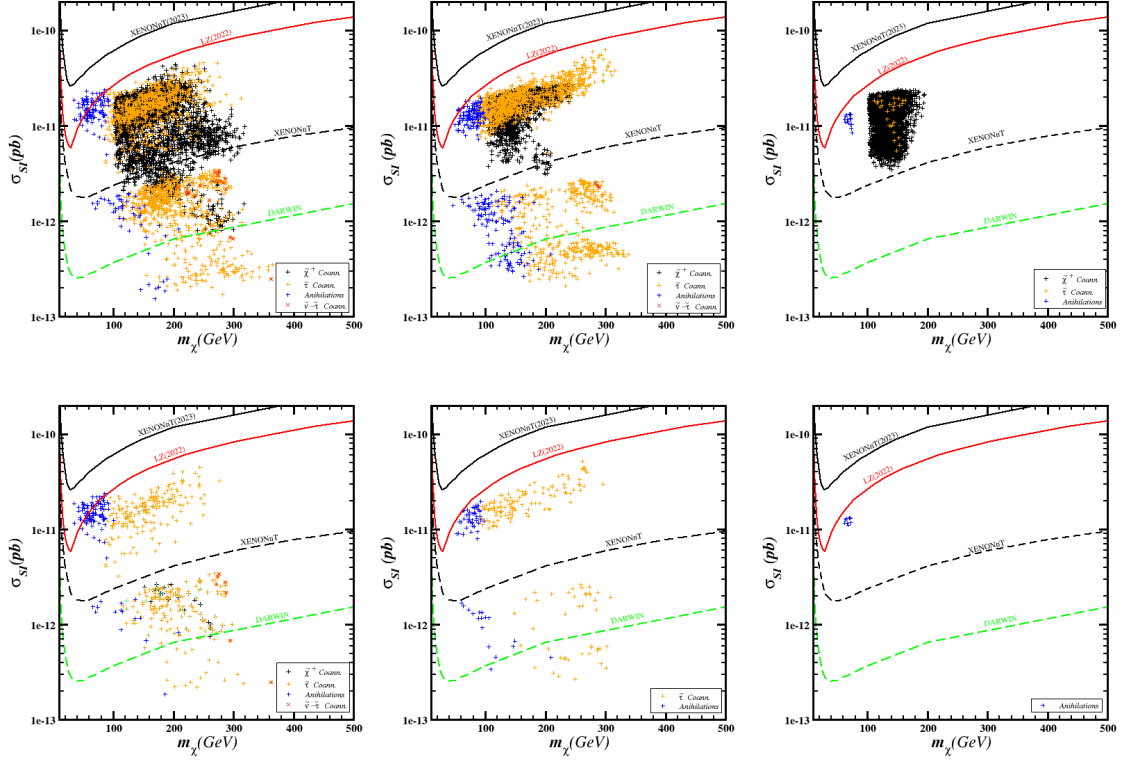 1e-10
1e-11
1e-12
1e-13
σSI (pb)
XENONnT(2023)
LZ(2022)
XENONnT
DARWIN
χ̃⁺ Coann.
τ̃ Coann.
Anihilations
ν̃-τ̃ Coann.
100 200 300 400 500
mχ(GeV)
1e-10
1e-11
1e-12
1e-13
σSI (pb)
XENONnT(2023)
LZ(2022)
XENONnT
DARWIN
χ̃⁺ Coann.
τ̃ Coann.
Anihilations
ν̃-τ̃ Coann.
100 200 300 400 500
mχ(GeV)
1e-10
1e-11
1e-12
1e-13
σSI (pb)
XENONnT(2023)
LZ(2022)
XENONnT
DARWIN
χ̃⁺ Coann.
τ̃ Coann.
Anihilations
100 200 300 400 500
mχ(GeV)
1e-10
1e-11
1e-12
1e-13
σSI (pb)
XENONnT(2023)
LZ(2022)
XENONnT
DARWIN
χ̃⁺ Coann.
τ̃ Coann.
Anihilations
ν̃-τ̃ Coann.
100 200 300 400 500
mχ(GeV)
1e-10
1e-11
1e-12
1e-13
σSI (pb)
XENONnT(2023)
LZ(2022)
XENONnT
DARWIN
τ̃ Coann.
Anihilations
100 200 300 400 500
mχ(GeV)
1e-10
1e-11
1e-12
1e-13
σSI (pb)
XENONnT(2023)
LZ(2022)
XENONnT
DARWIN
Anihilations
100 200 300 400 500
mχ(GeV)